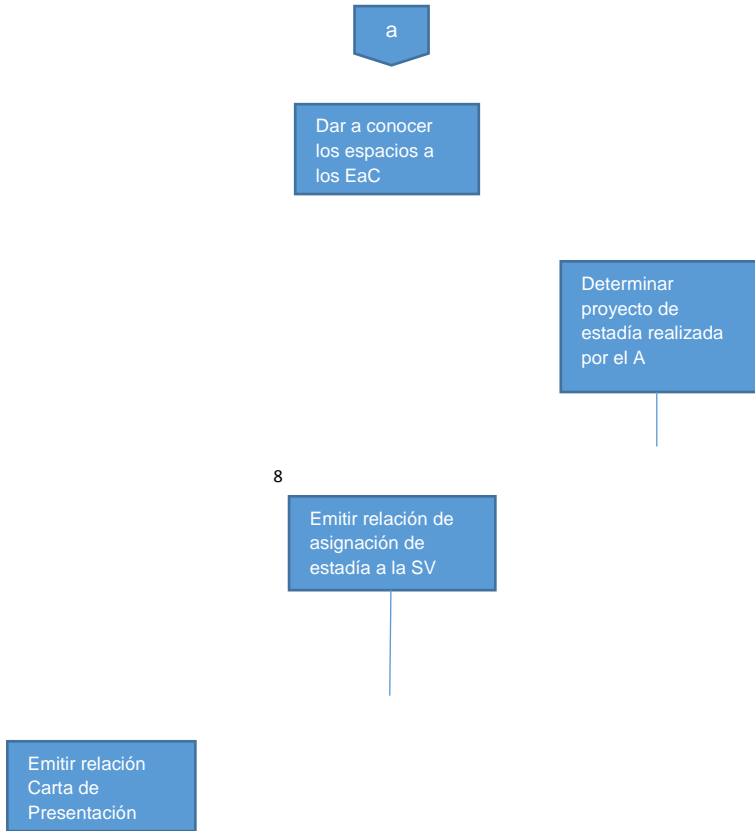 a
Dar a conocer
los espacios a
los EaC
Determinar
proyecto de
estadía realizada
por el A
8
Emitir relación de
asignación de
estadía a la SV
Emitir relación
Carta de
Presentación